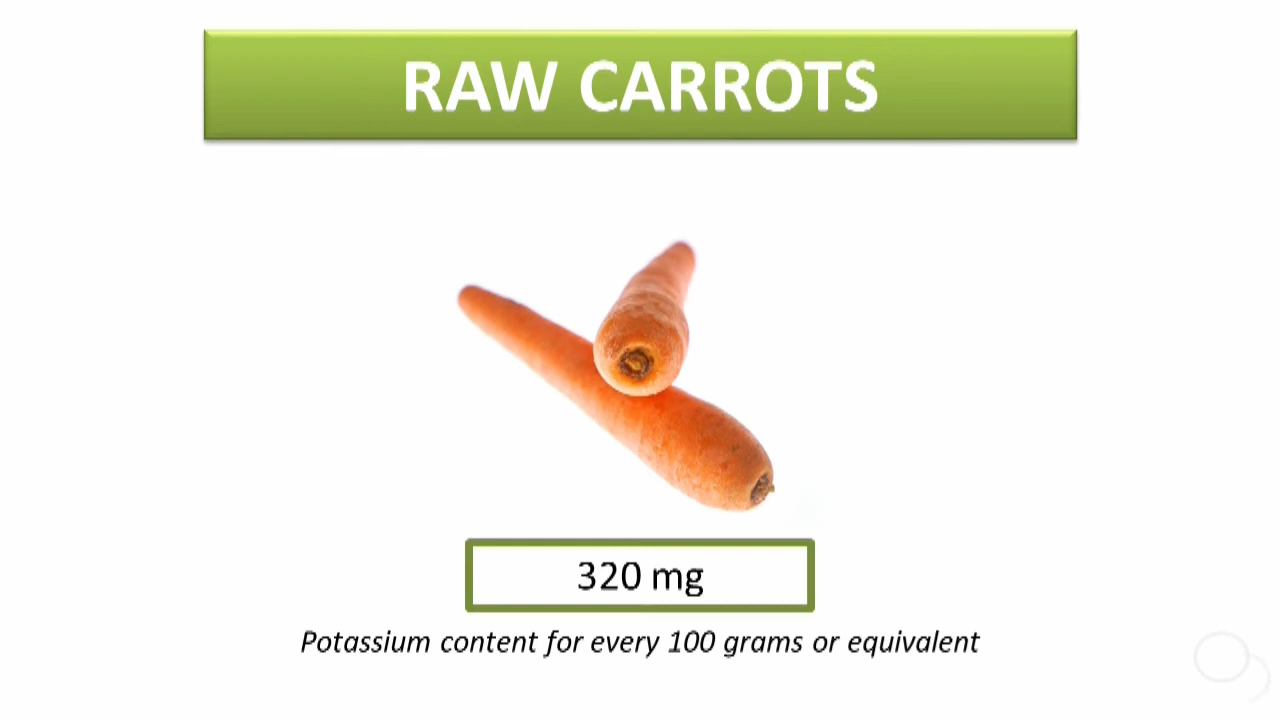 RAW CARROTS
320 mg
Potassium content for every 100 grams or equivalent